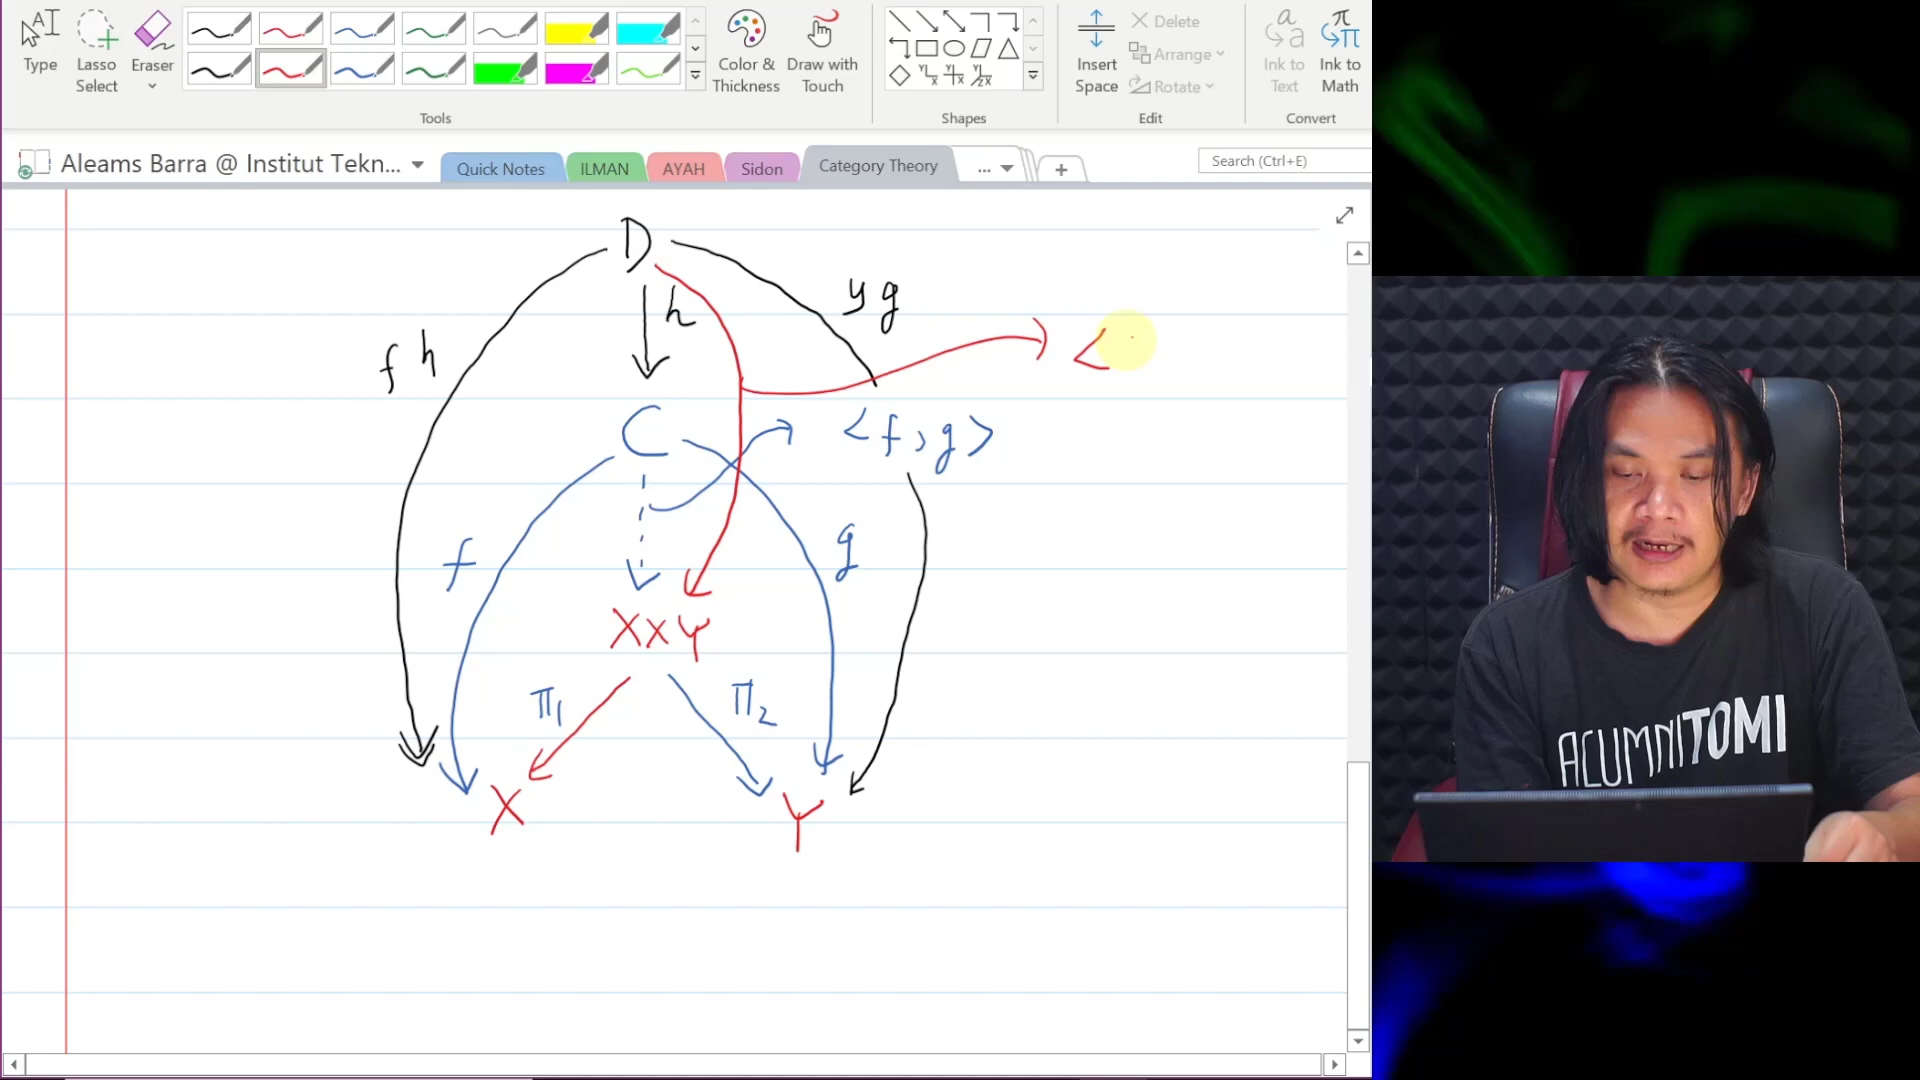 Type
Lasso Select
Eraser
Color & Thickness
Draw with Touch
Insert Space
Delete
Arrange
Rotate
Ink to Text
Ink to Math
Tools
Shapes
Edit
Convert
Aleams Barra @ Institut Tekn...
Quick Notes
ILMAN
AYAH
Sidon
Category Theory
...
+
Search (Ctrl+E)
D
h
y g
f h
<
C
< f, g >
f
g
X x Y
π1
π2
X
Y
ACUMNITOMI